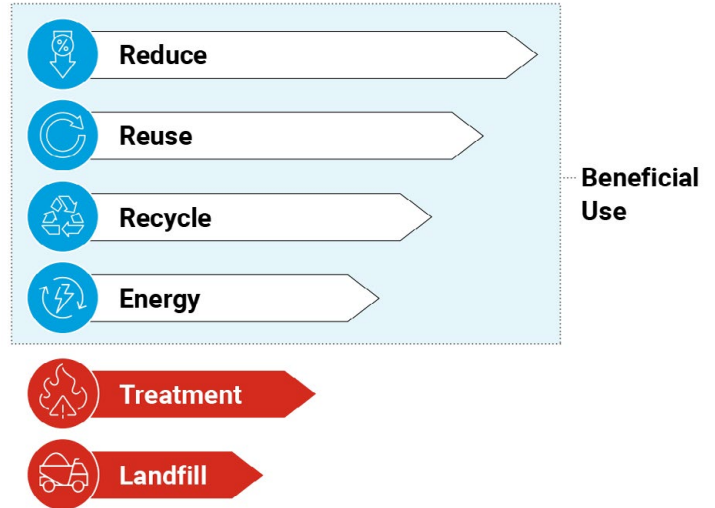 Reduce
Reuse
Recycle
Energy
Beneficial
Use
Treatment
Landfill
%